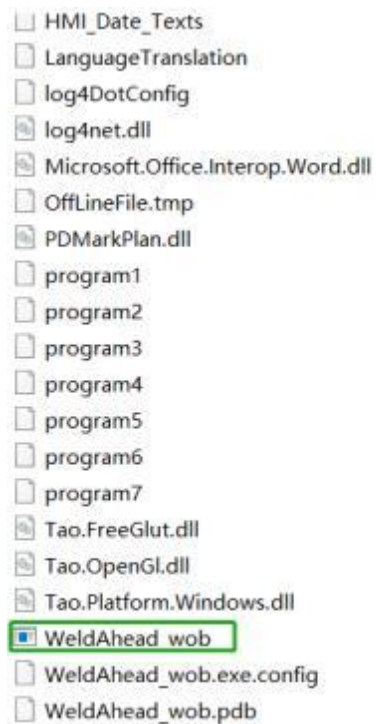 HMI_Date_Texts
LanguageTranslation
log4DotConfig
log4net.dll
Microsoft.Office.Interop.Word.dll
OffLineFile.tmp
PDMarkPlan.dll
program1
program2
program3
program4
program5
program6
program7
Tao.FreeGlut.dll
Tao.OpenGl.dll
Tao.Platform.Windows.dll
WeldAhead_wob
WeldAhead_wob.exe.config
WeldAhead_wob.pdb